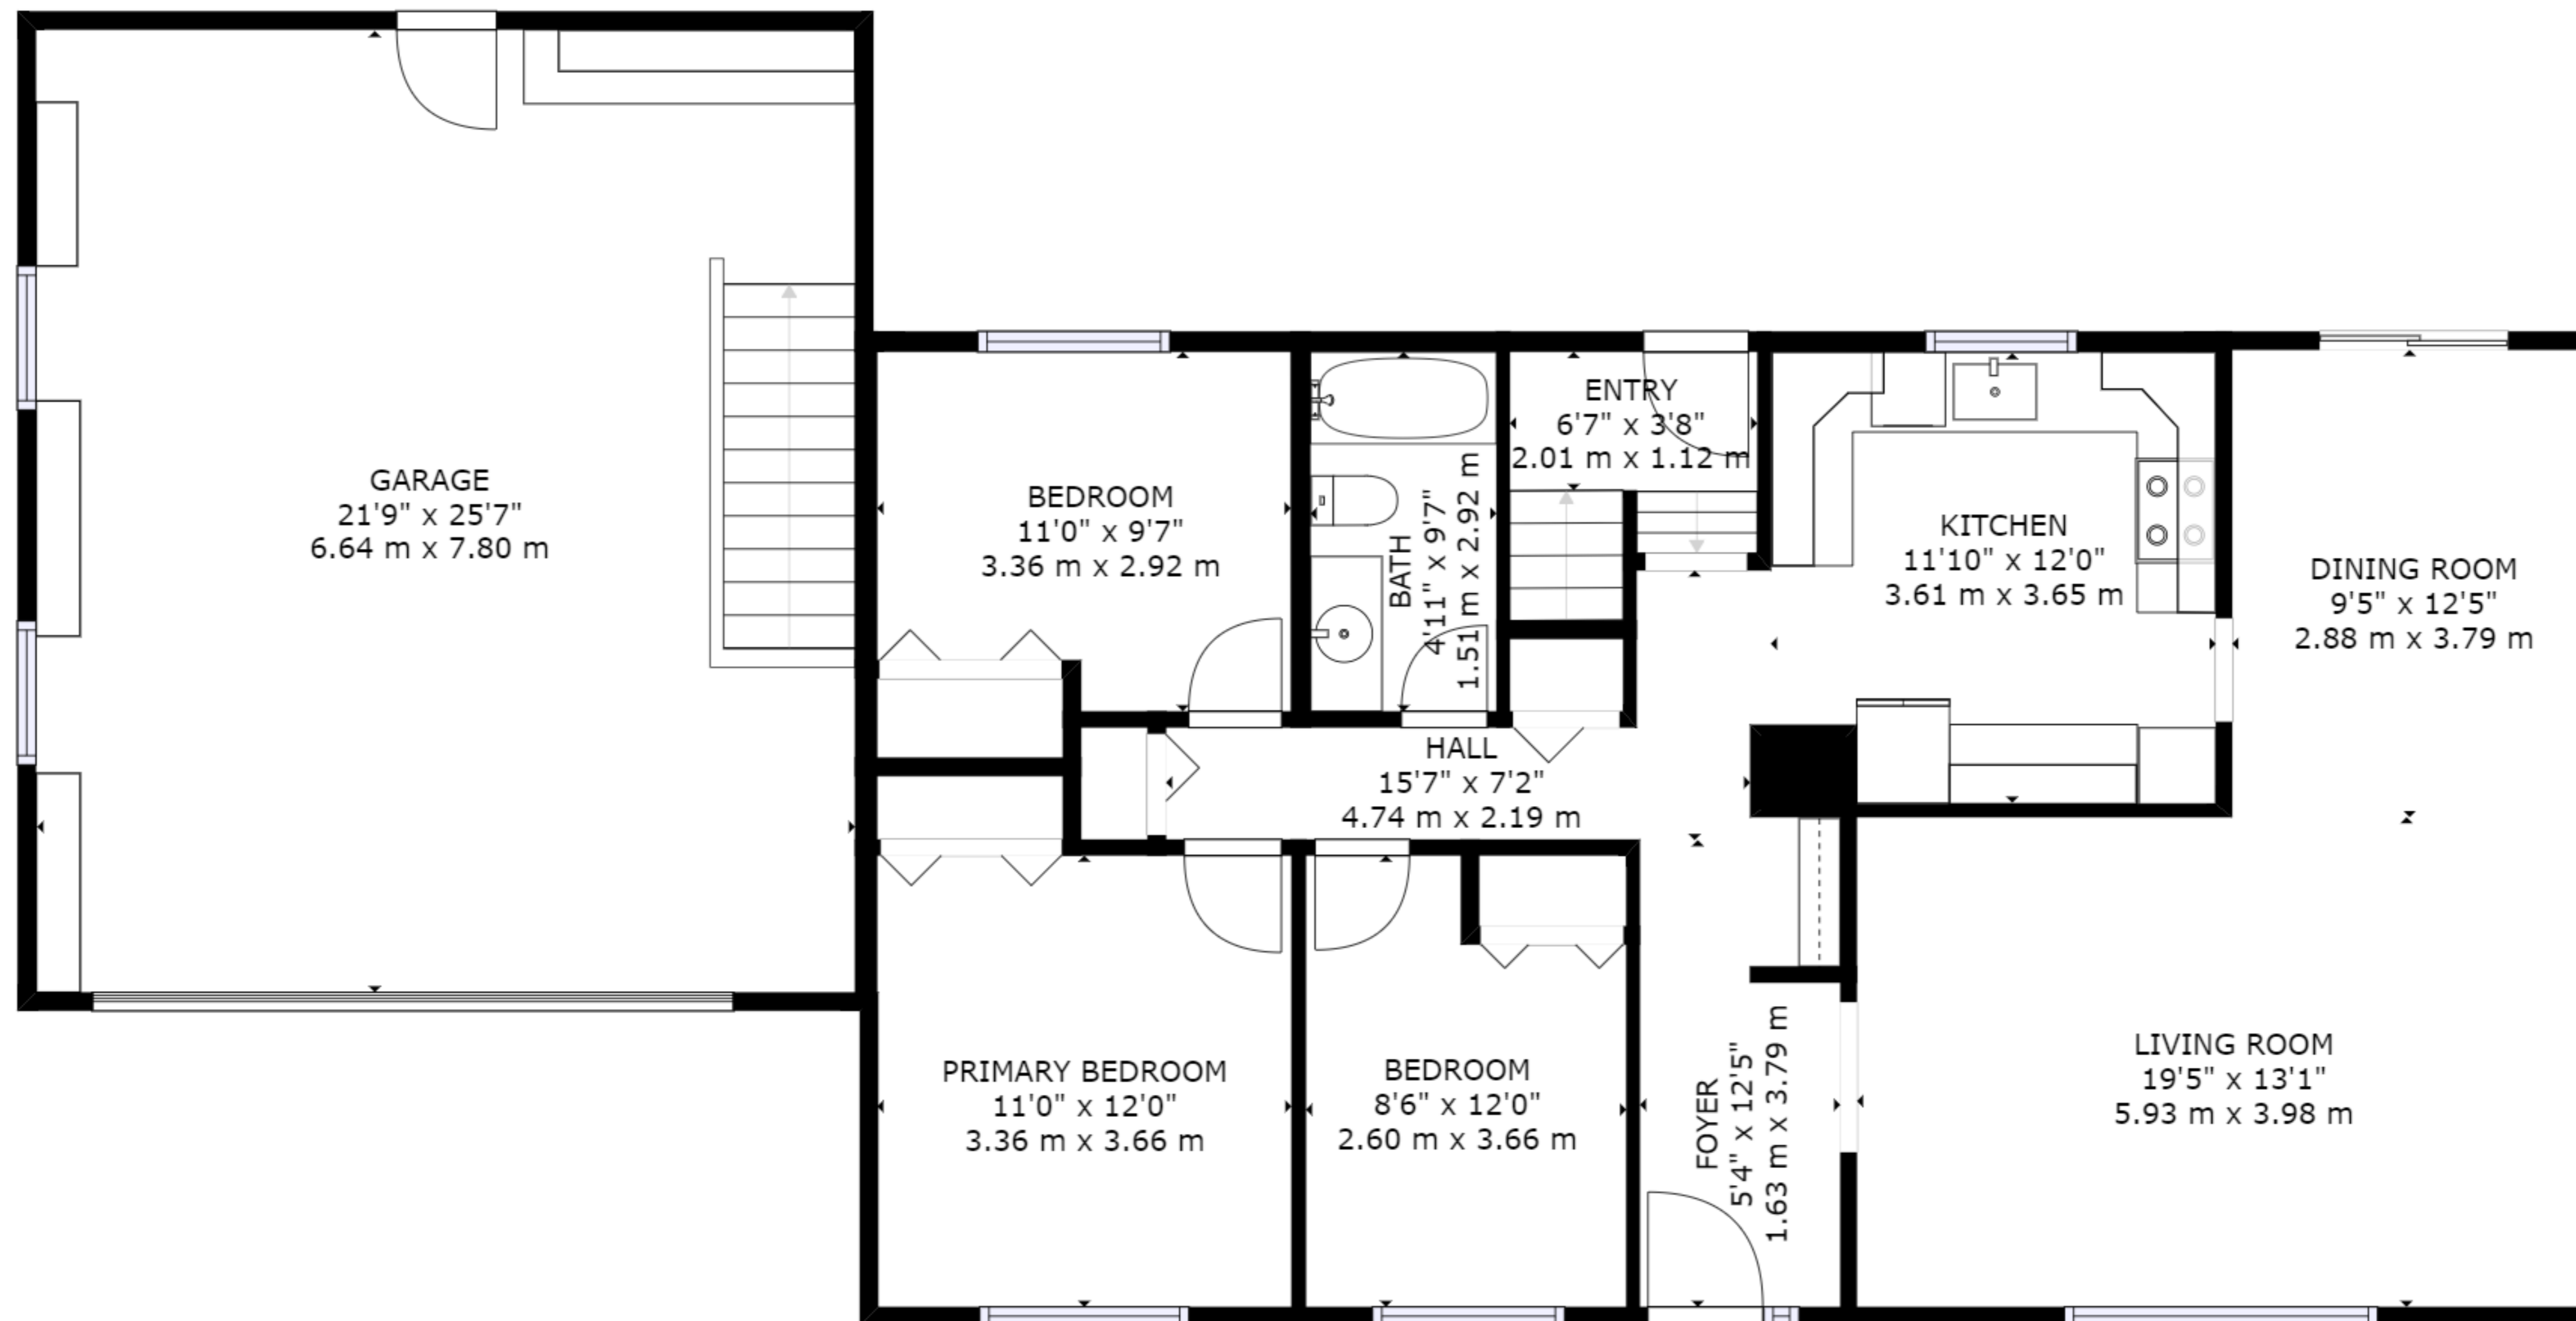 GARAGE
21'9" x 25'7"
6.64 m x 7.80 m
BEDROOM
11'0" x 9'7"
3.36 m x 2.92 m
BATH
4'11" x 9'7"
1.51 m x 2.92 m
ENTRY
6'7" x 3'8"
2.01 m x 1.12 m
KITCHEN
11'10" x 12'0"
3.61 m x 3.65 m
DINING ROOM
9'5" x 12'5"
2.88 m x 3.79 m
HALL
15'7" x 7'2"
4.74 m x 2.19 m
PRIMARY BEDROOM
11'0" x 12'0"
3.36 m x 3.66 m
BEDROOM
8'6" x 12'0"
2.60 m x 3.66 m
FOYER
5'4" x 12'5"
1.63 m x 3.79 m
LIVING ROOM
19'5" x 13'1"
5.93 m x 3.98 m